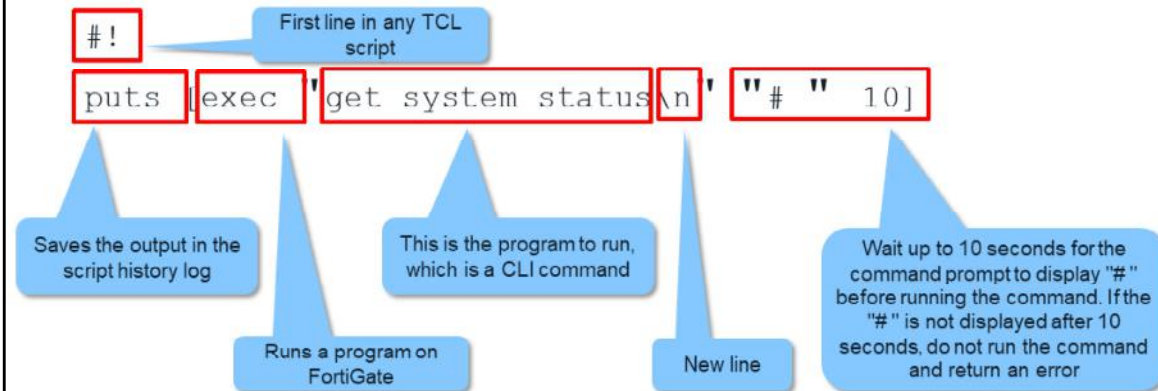 #!
First line in any TCL
script
puts [exec "get system status\n" "# " 10]
Saves the output in the
script history log
This is the program to run,
which is a CLI command
Wait up to 10 seconds for the
command prompt to display "#"
before running the command. If the
"#" is not displayed after 10
seconds, do not run the command
and return an error
Runs a program on
FortiGate
New line